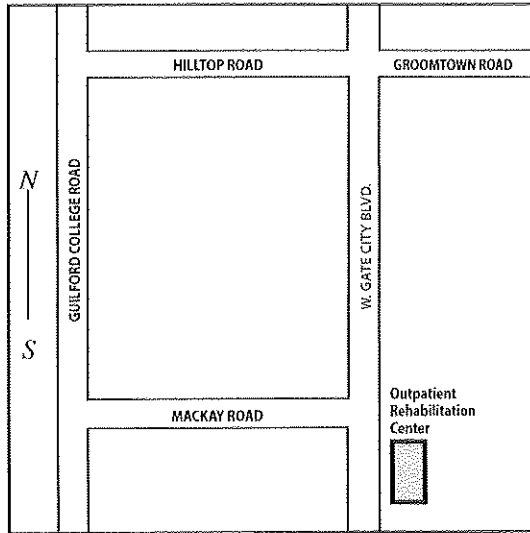 HILLTOP ROAD
GROOMTOWN ROAD
N
GUILFORD COLLEGE ROAD
W. GATE CITY BLVD.
S
Outpatient
Rehabilitation
Center
MACKAY ROAD